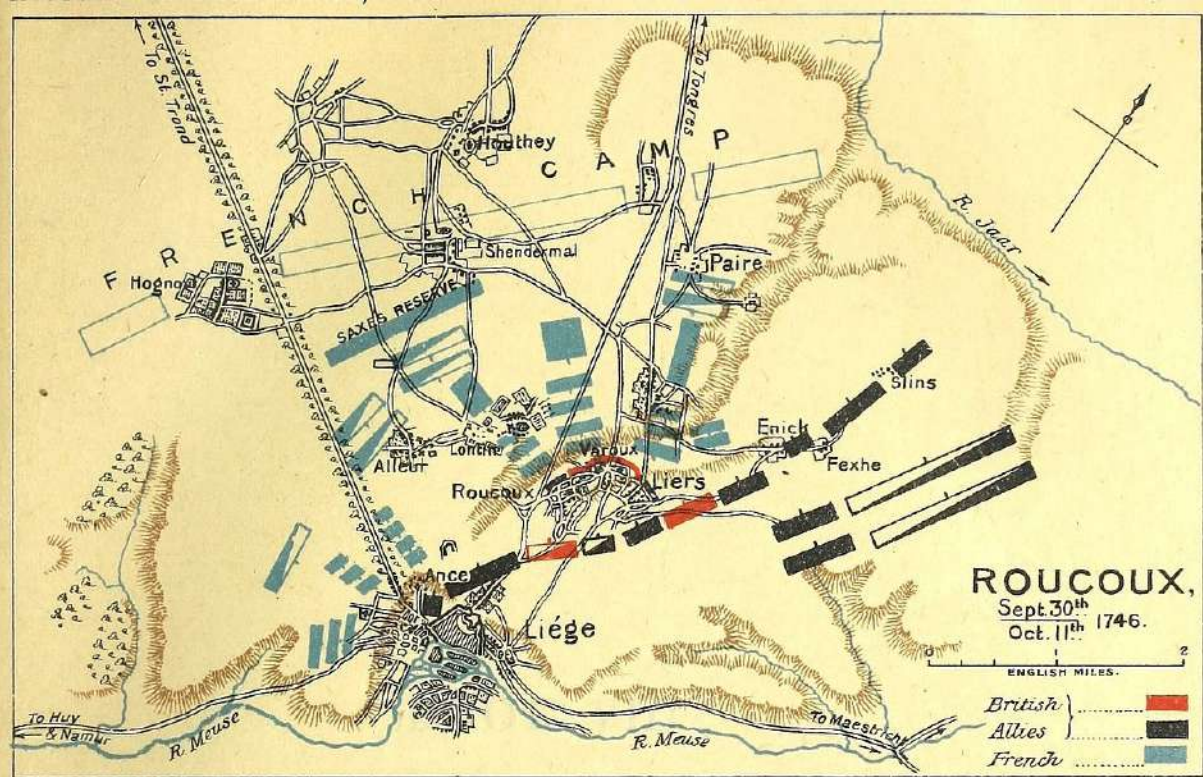 To St. Trond
To Tongres
Houthey
FRENCH CAMP
R. Jaar
Hognoul
Shendermal
Paire
SAXES RESERVE
Slins
Enick
Fexhe
Alleur
Lontin
Varoux
Roucoux
Liers
Ance
Liége
ROUCOUX,
Sept. 30th
Oct. 11th 1746.
0 2
ENGLISH MILES.
To Huy
& Namur
R. Meuse
R. Meuse
To Maestricht
British
Allies
French